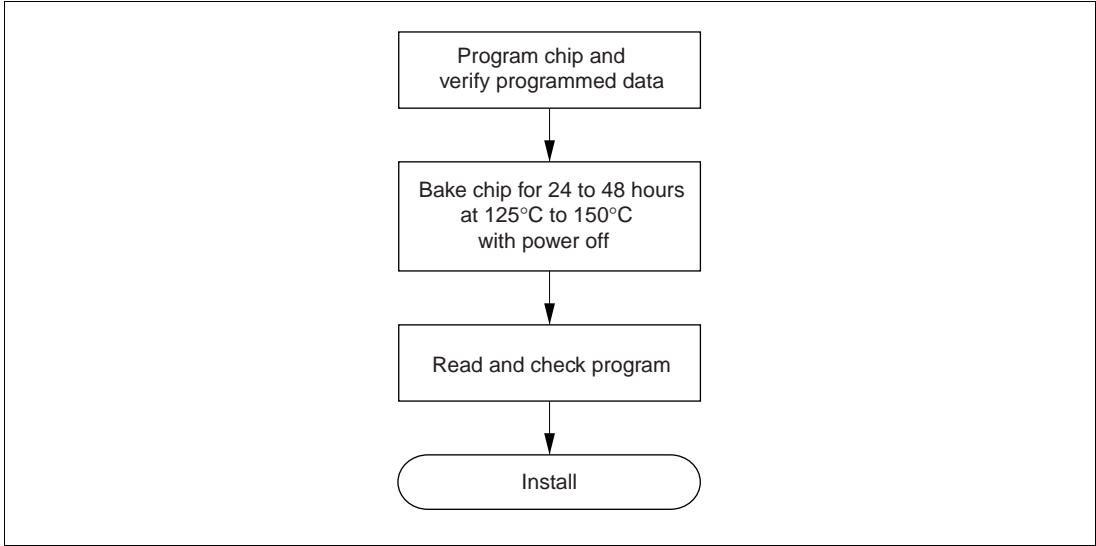 Program chip and
verify programmed data
Bake chip for 24 to 48 hours
at 125°C to 150°C
with power off
Read and check program
Install